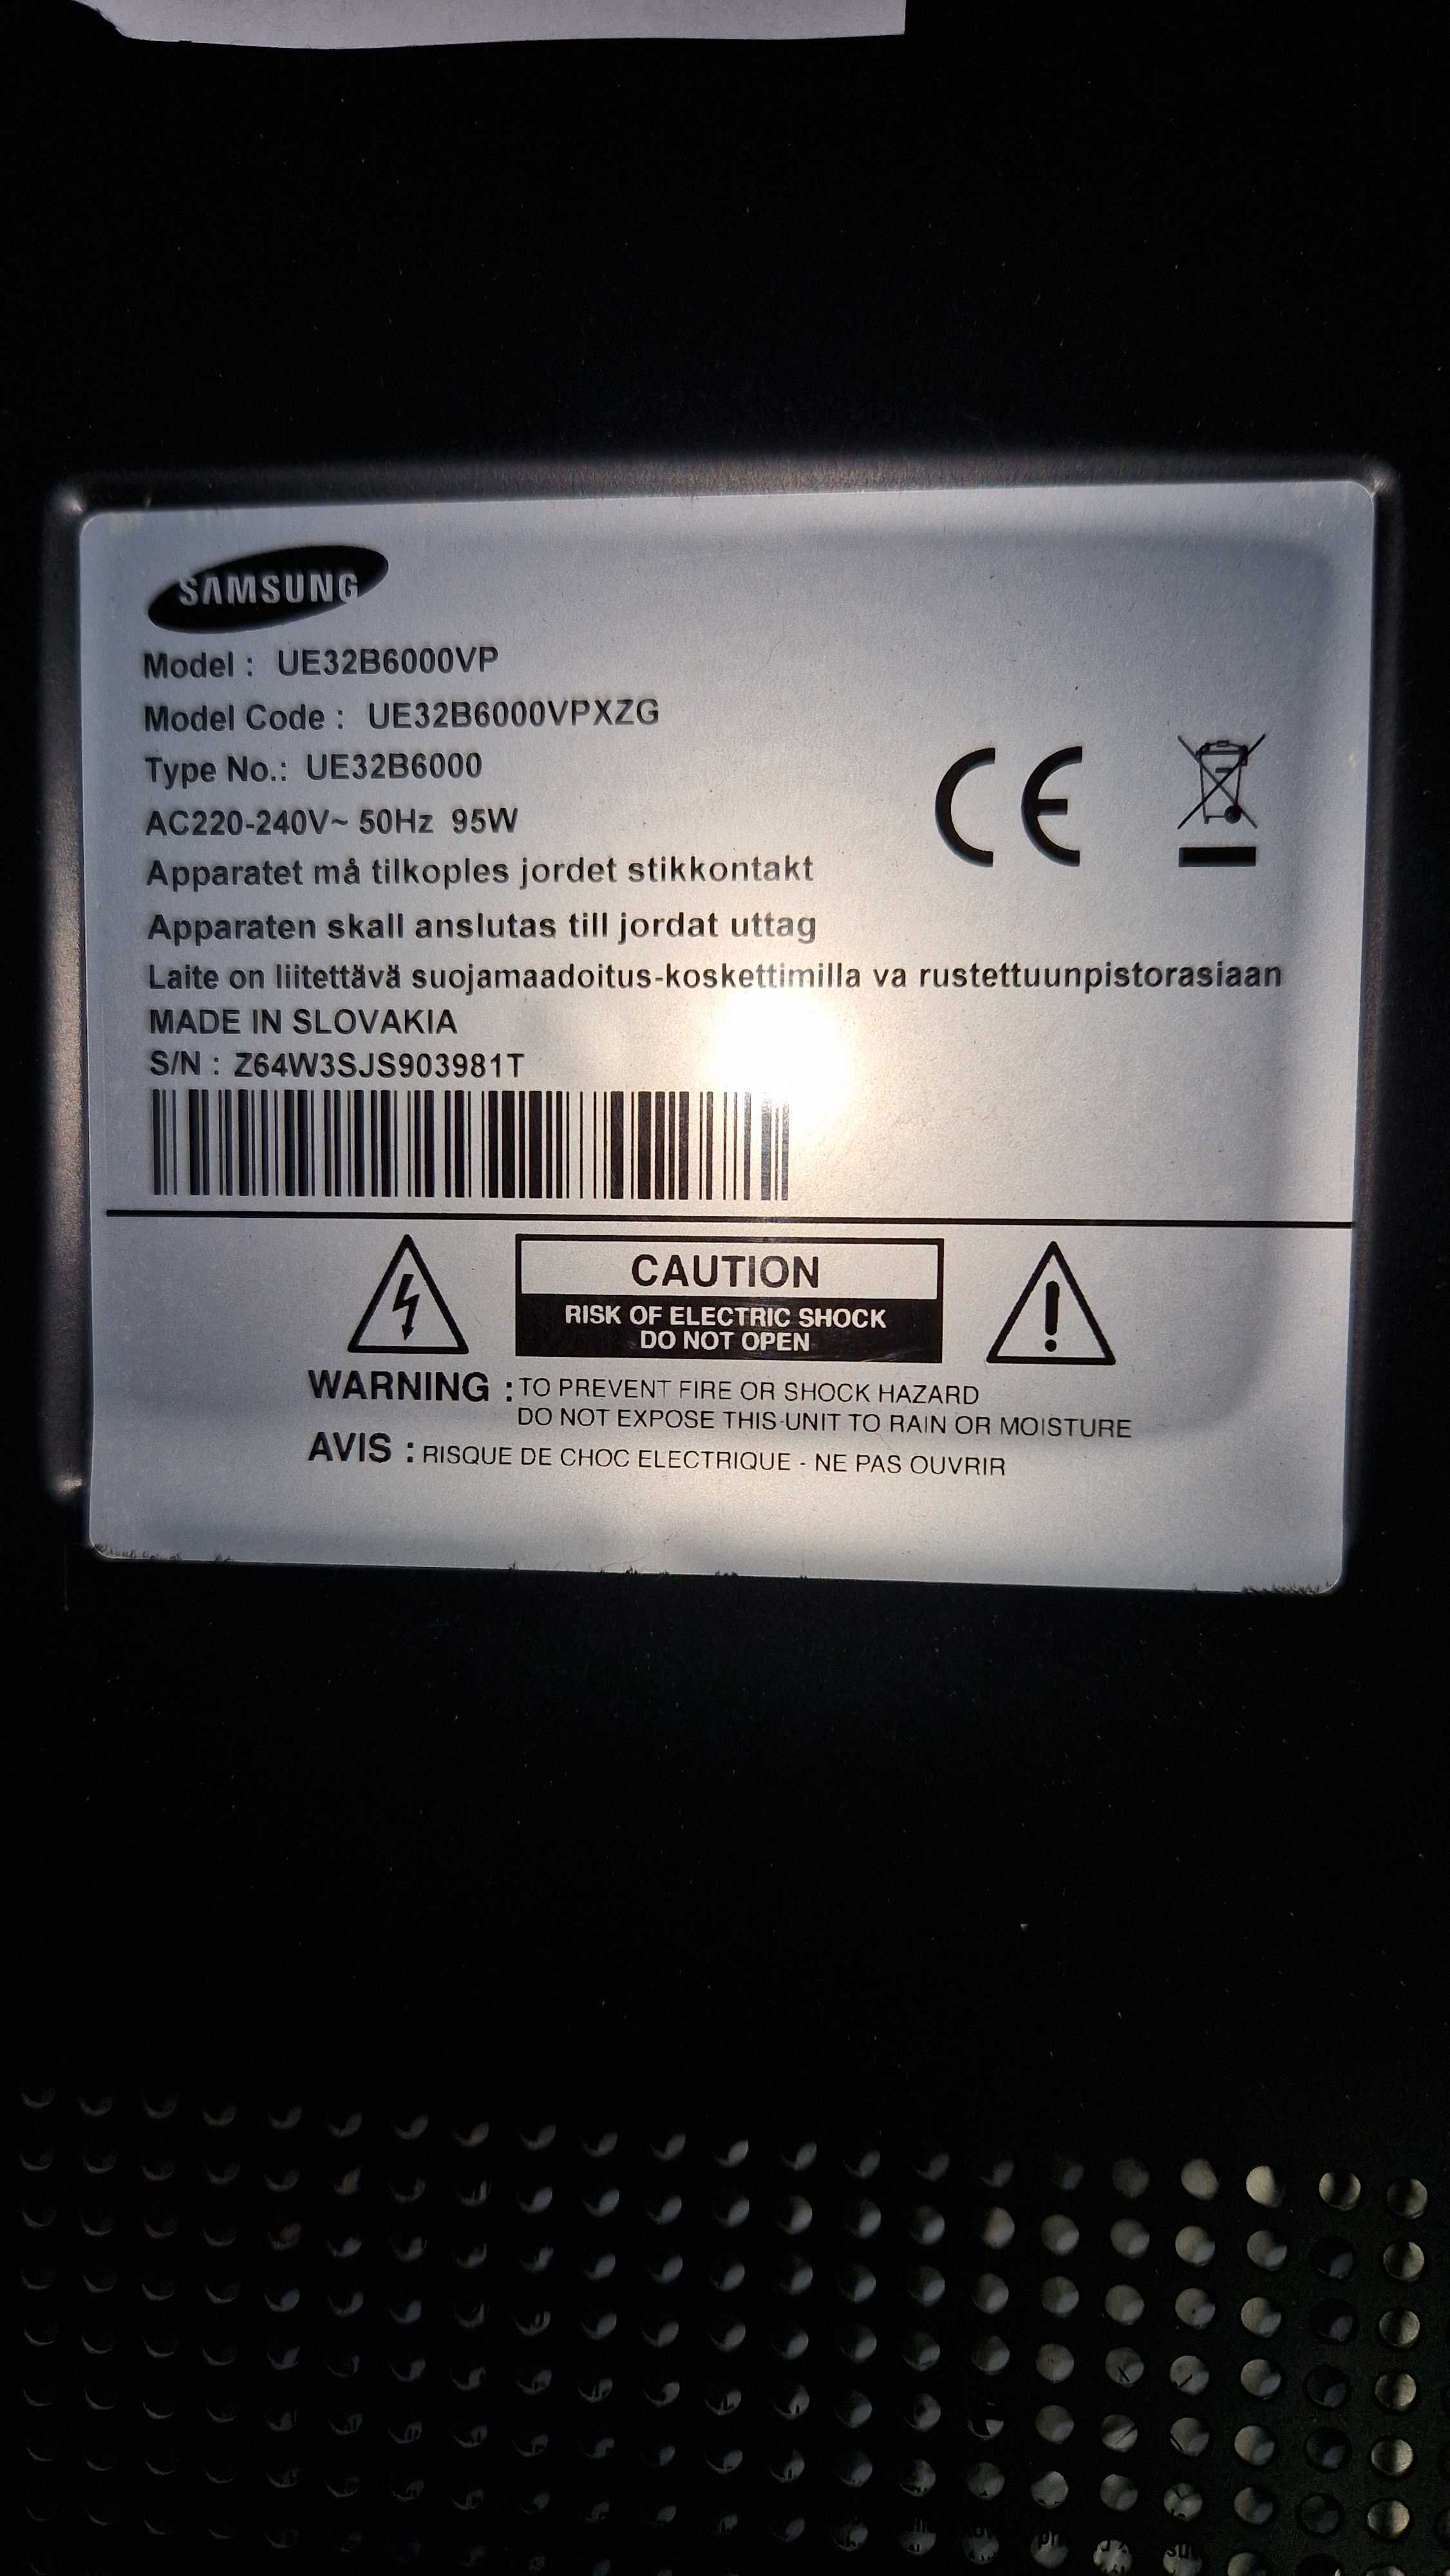 SAMSUNG
Model : UE32B6000VP
Model Code : UE32B6000VPXZG
Type No.: UE32B6000
AC220-240V~ 50Hz 95W
Apparatet må tilkoples jordet stikkontakt
Apparaten skall anslutas till jordat uttag
Laite on liitettävä suojamaadoitus-koskettimilla va rustettuunpistorasiaan
MADE IN SLOVAKIA
S/N : Z64W3SJS903981T
CE
CAUTION
RISK OF ELECTRIC SHOCK
DO NOT OPEN
WARNING : TO PREVENT FIRE OR SHOCK HAZARD
DO NOT EXPOSE THIS UNIT TO RAIN OR MOISTURE
AVIS : RISQUE DE CHOC ELECTRIQUE - NE PAS OUVRIR